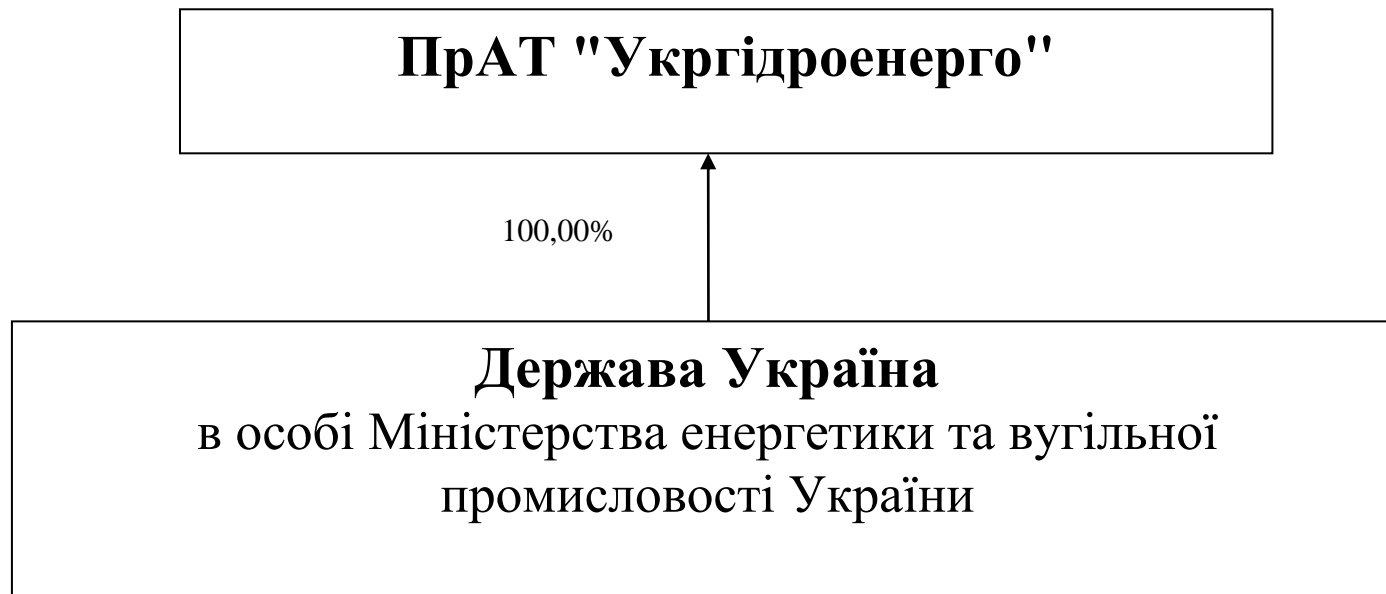 ПрАТ "Укргідроенерго"
100,00%
Держава Україна
в особі Міністерства енергетики та вугільної
промисловості України